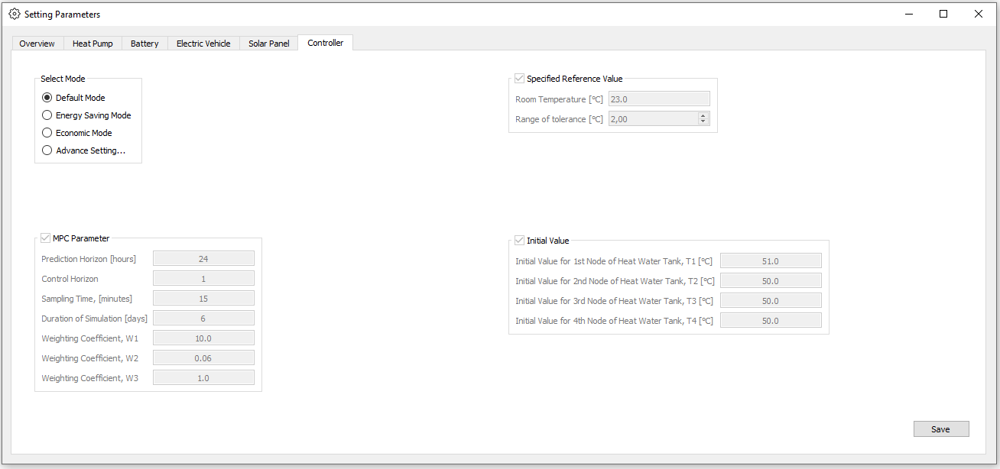 Setting Parameters
Overview Heat Pump Battery Electric Vehicle Solar Panel Controller
Select Mode
Default Mode
Energy Saving Mode
Economic Mode
Advance Setting...
Specified Reference Value
Room Temperature [°C] 23.0
Range of tolerance [°C] 2,00
MPC Parameter
Prediction Horizon [hours] 24
Control Horizon 1
Sampling Time, [minutes] 15
Duration of Simulation [days] 6
Weighting Coefficient, W1 10.0
Weighting Coefficient, W2 0.06
Weighting Coefficient, W3 1.0
Initial Value
Initial Value for 1st Node of Heat Water Tank, T1 [°C] 51.0
Initial Value for 2nd Node of Heat Water Tank, T2 [°C] 50.0
Initial Value for 3rd Node of Heat Water Tank, T3 [°C] 50.0
Initial Value for 4th Node of Heat Water Tank, T4 [°C] 50.0
Save